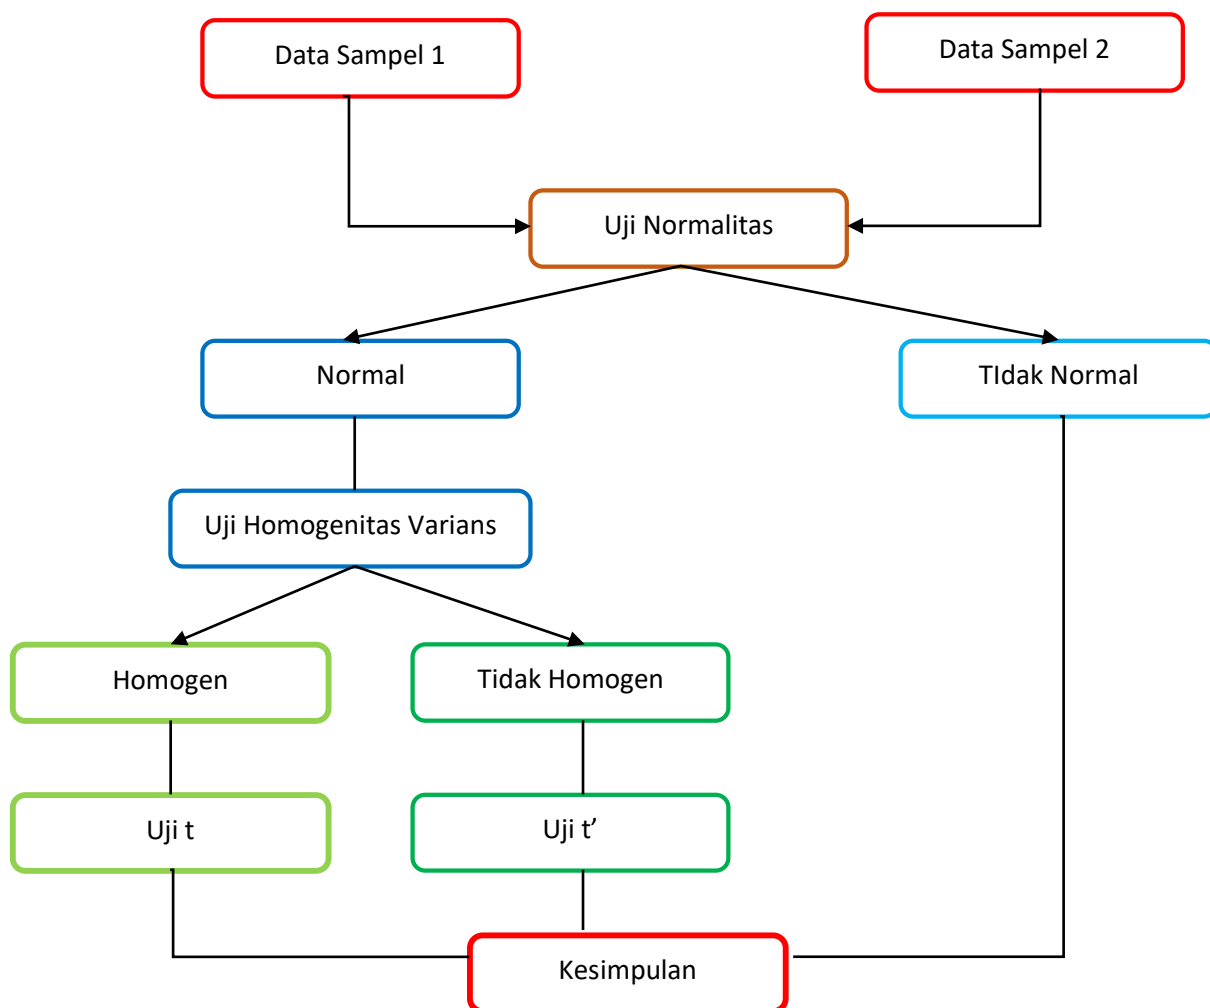 Data Sampel 1
Data Sampel 2
Uji Normalitas
Normal
TIdak Normal
Uji Homogenitas Varians
Homogen
Tidak Homogen
Uji t
Uji t’
Kesimpulan